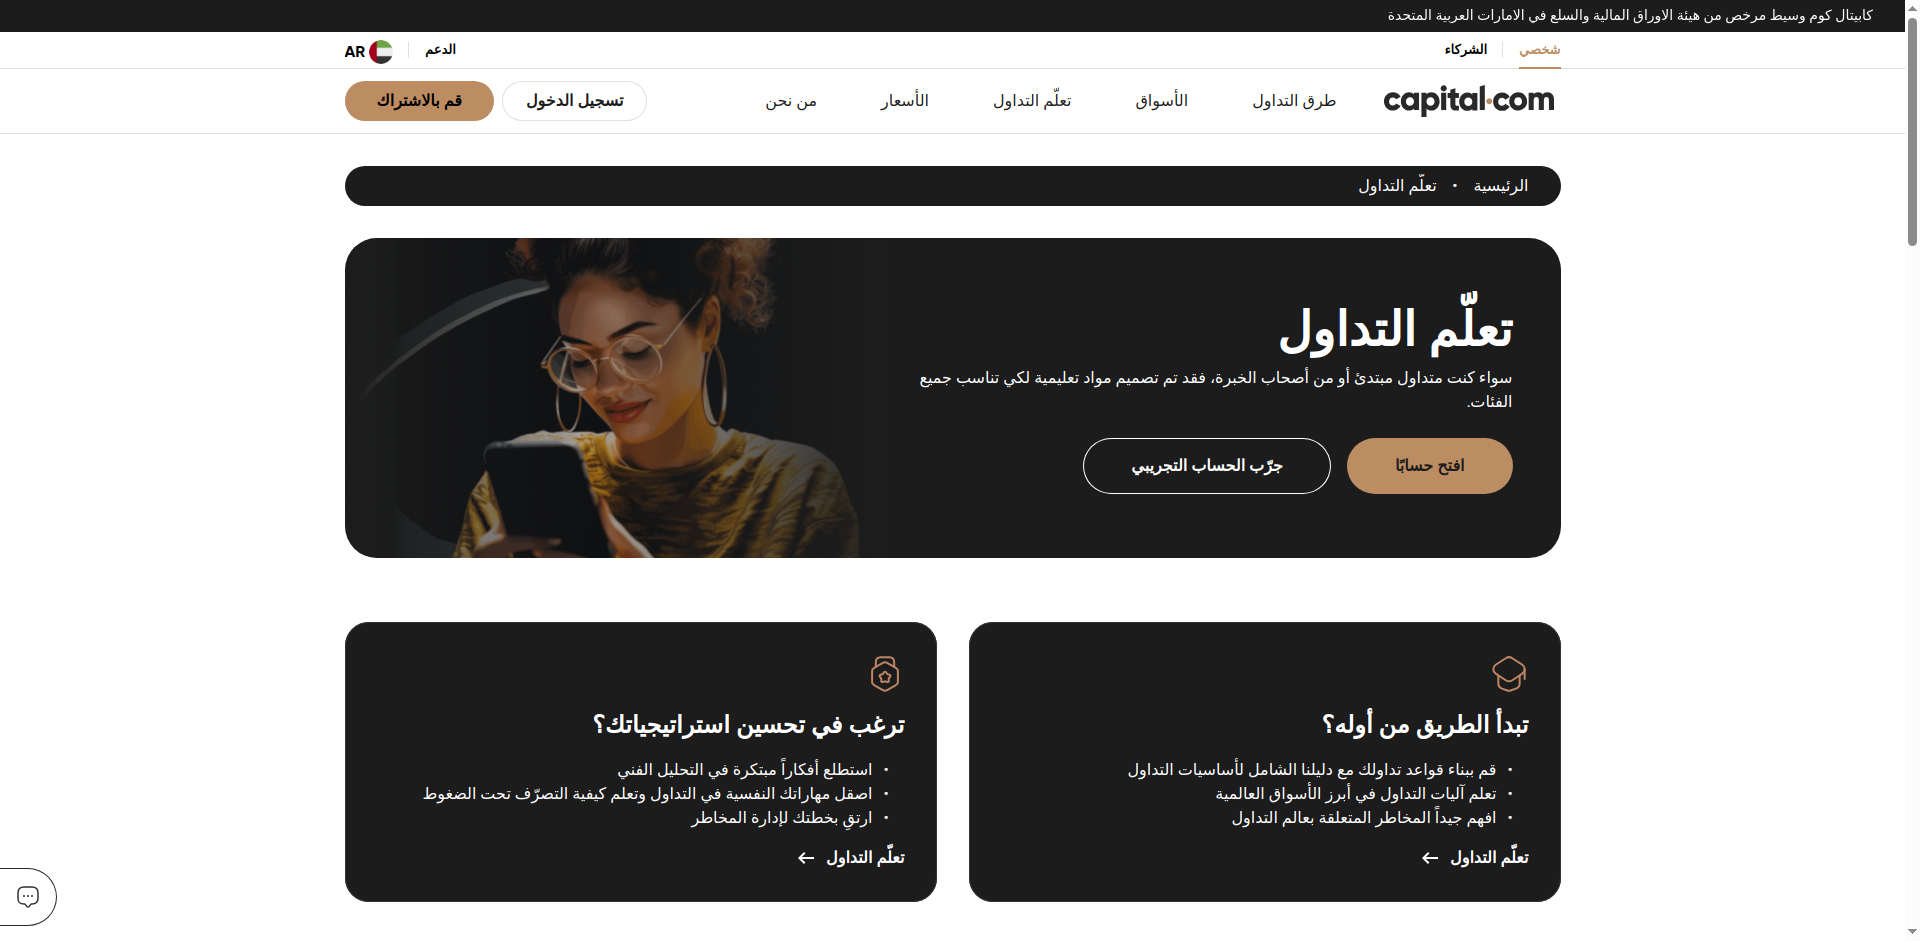 كابيتال كوم وسيط مرخص من هيئة الاوراق المالية والسلع في الامارات العربية المتحدة
شخصي
الشركاء
الدعم
AR
capital.com
طرق التداول
الأسواق
تعلّم التداول
الأسعار
من نحن
تسجيل الدخول
قم بالاشتراك
الرئيسية • تعلّم التداول
تعلّم التداول
سواء كنت متداول مبتدئ أو من أصحاب الخبرة، فقد تم تصميم مواد تعليمية لكي تناسب جميع
الفئات.
افتح حسابًا
جرّب الحساب التجريبي
تبدأ الطريق من أوله؟
• قم ببناء قواعد تداولك مع دليلنا الشامل لأساسيات التداول
• تعلم آليات التداول في أبرز الأسواق العالمية
• افهم جيداً المخاطر المتعلقة بعالم التداول
تعلّم التداول
ترغب في تحسين استراتيجياتك؟
• استطلع أفكاراً مبتكرة في التحليل الفني
• اصقل مهاراتك النفسية في التداول وتعلم كيفية التصرّف تحت الضغوط
• ارتقِ بخطتك لإدارة المخاطر
تعلّم التداول